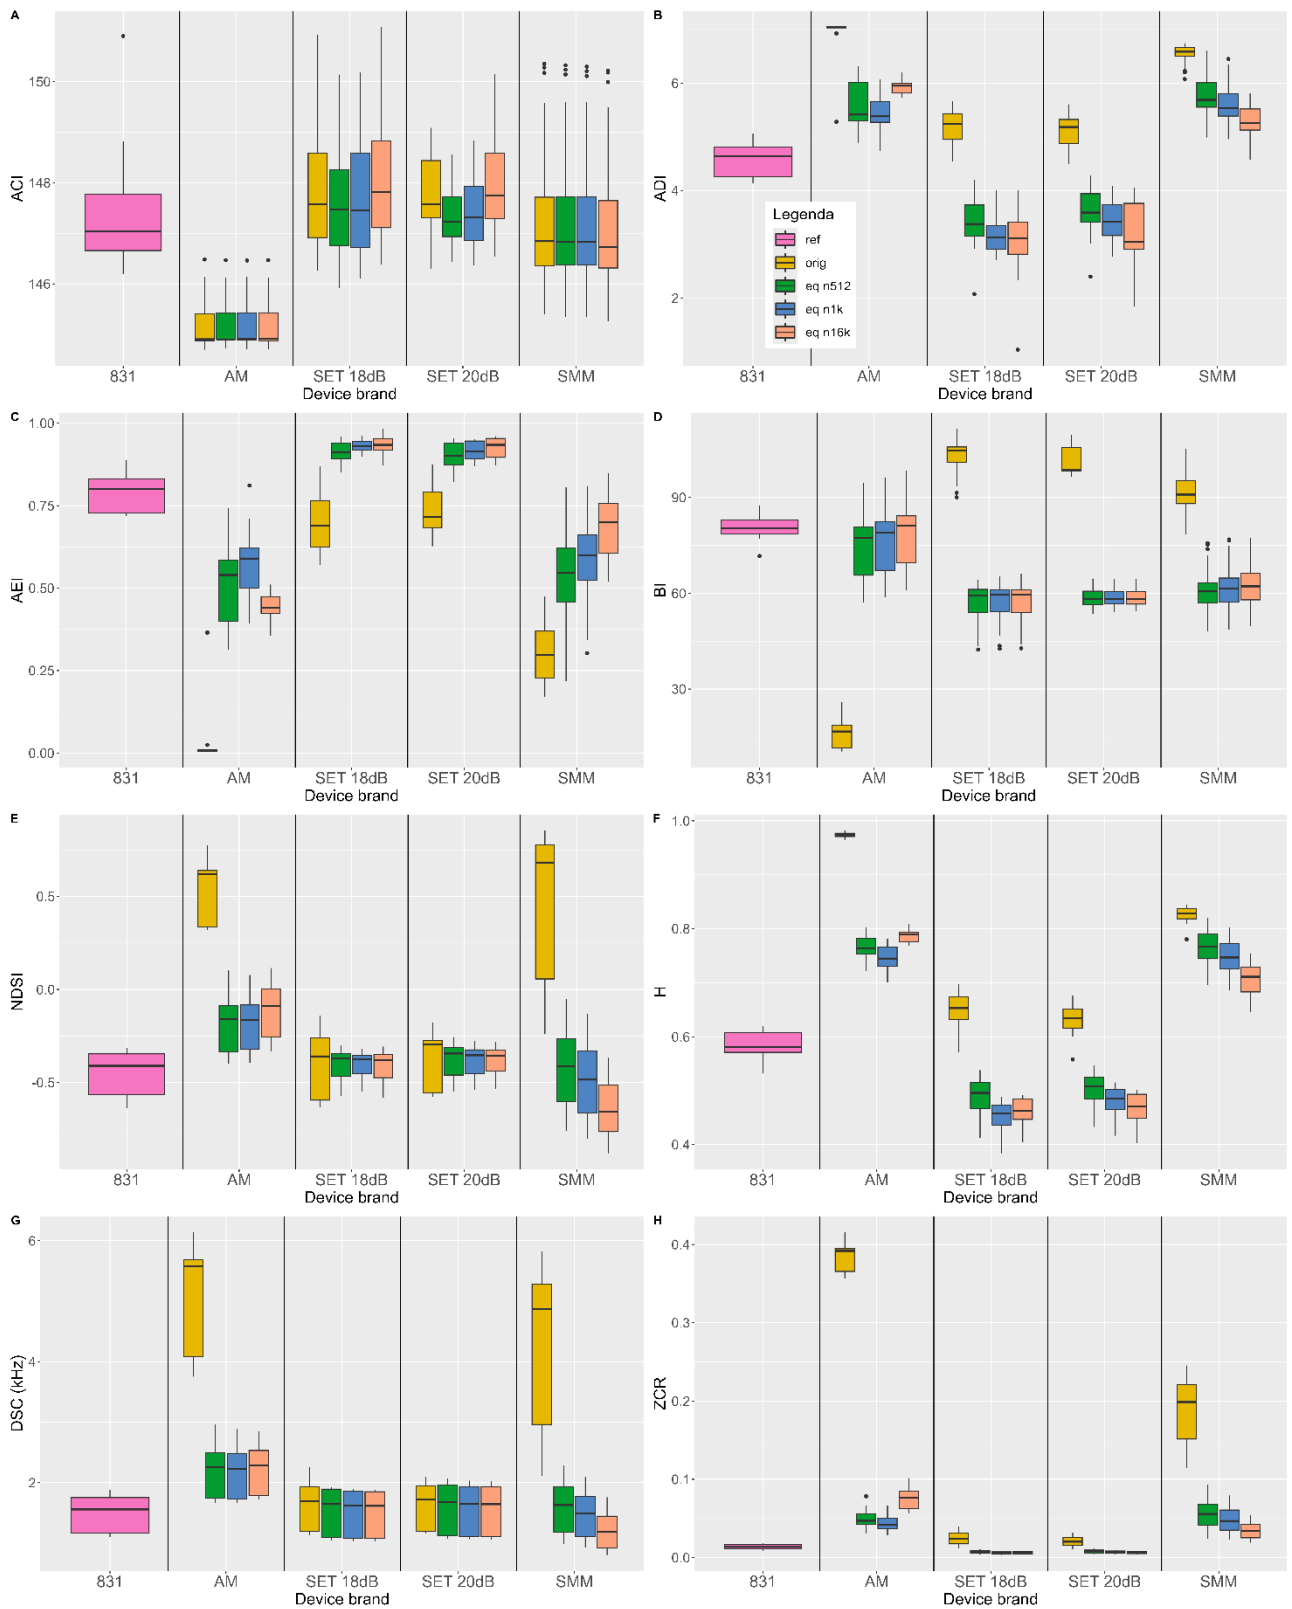 A
150
148
146
ACI
831 AM SET 18dB SET 20dB SMM
Device brand
B
6
4
2
ADI
Legenda
ref
orig
eq n512
eq n1k
eq n16k
831 AM SET 18dB SET 20dB SMM
Device brand
C
1.00
0.75
0.50
0.25
0.00
AEI
831 AM SET 18dB SET 20dB SMM
Device brand
D
90
60
30
BI
831 AM SET 18dB SET 20dB SMM
Device brand
E
0.5
0.0
-0.5
NDSI
831 AM SET 18dB SET 20dB SMM
Device brand
F
1.0
0.8
0.6
0.4
H
831 AM SET 18dB SET 20dB SMM
Device brand
G
6
4
2
DSC (kHz)
831 AM SET 18dB SET 20dB SMM
Device brand
H
0.4
0.3
0.2
0.1
0.0
ZCR
831 AM SET 18dB SET 20dB SMM
Device brand